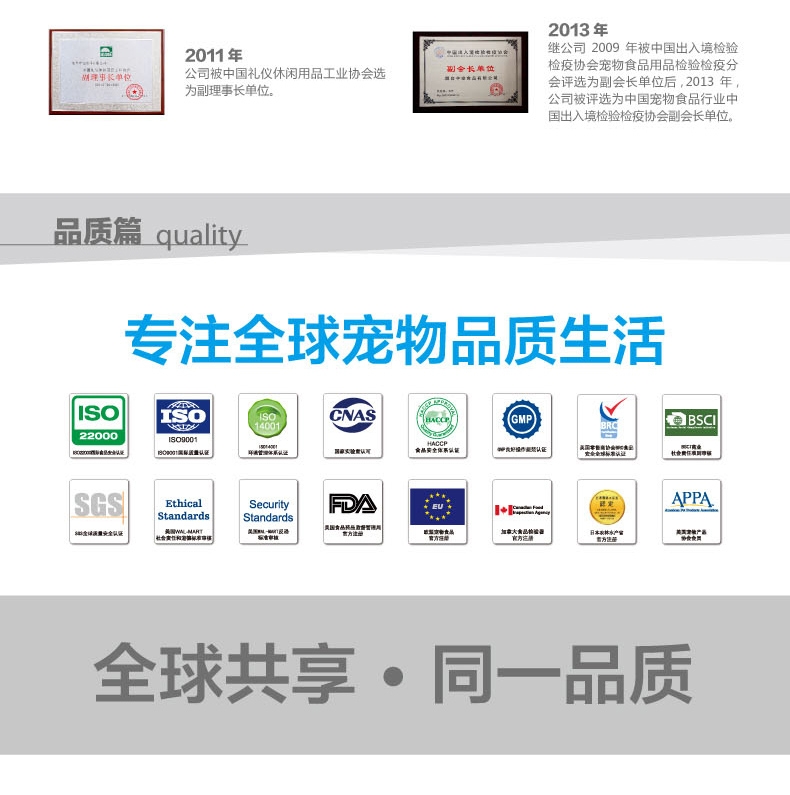 2011 年
公司被中国礼仪休闲用品工业协会选
为副理事长单位。
副理事长单位
2013 年
继公司 2009 年被中国出入境检验
检疫协会宠物食品用品检验检疫分
会评选为副会长单位后,2013 年,
公司被评选为中国宠物食品行业中
国出入境检验检疫协会副会长单位。
中国出入境检验检疫协会
副会长单位
烟台中宠食品有限公司
品质篇 quality
专注全球宠物品质生活
ISO
22000
ISO22000国际食品安全认证
ISO
ISO9001
ISO9001国际质量认证
ISO
14001
ISO14001
环境管理体系认证
CNAS
国家实验室认可
HACCP APPROVAL
HACCP
HACCP
食品安全体系认证
GMP
GMP良好操作规范认证
BRC
英国零售商协会BRC食品
安全全球标准认证
BSCI
BSCI商业
社会责任准则审核
SGS
SGS全球质量安全认证
Ethical
Standards
美国WAL-MART
社会责任和道德标准审核
Security
Standards
美国WAL-MART反恐
标准审核
FDA
美国食品药品监督管理局
官方注册
EU
欧盟宠物食品
官方注册
Canadian Food
Inspection Agency
加拿大食品检验署
官方注册
认定
日本农林水产省
官方注册
APPA
American Pet Products Association
美国宠物产品
协会会员
全球共享·同一品质